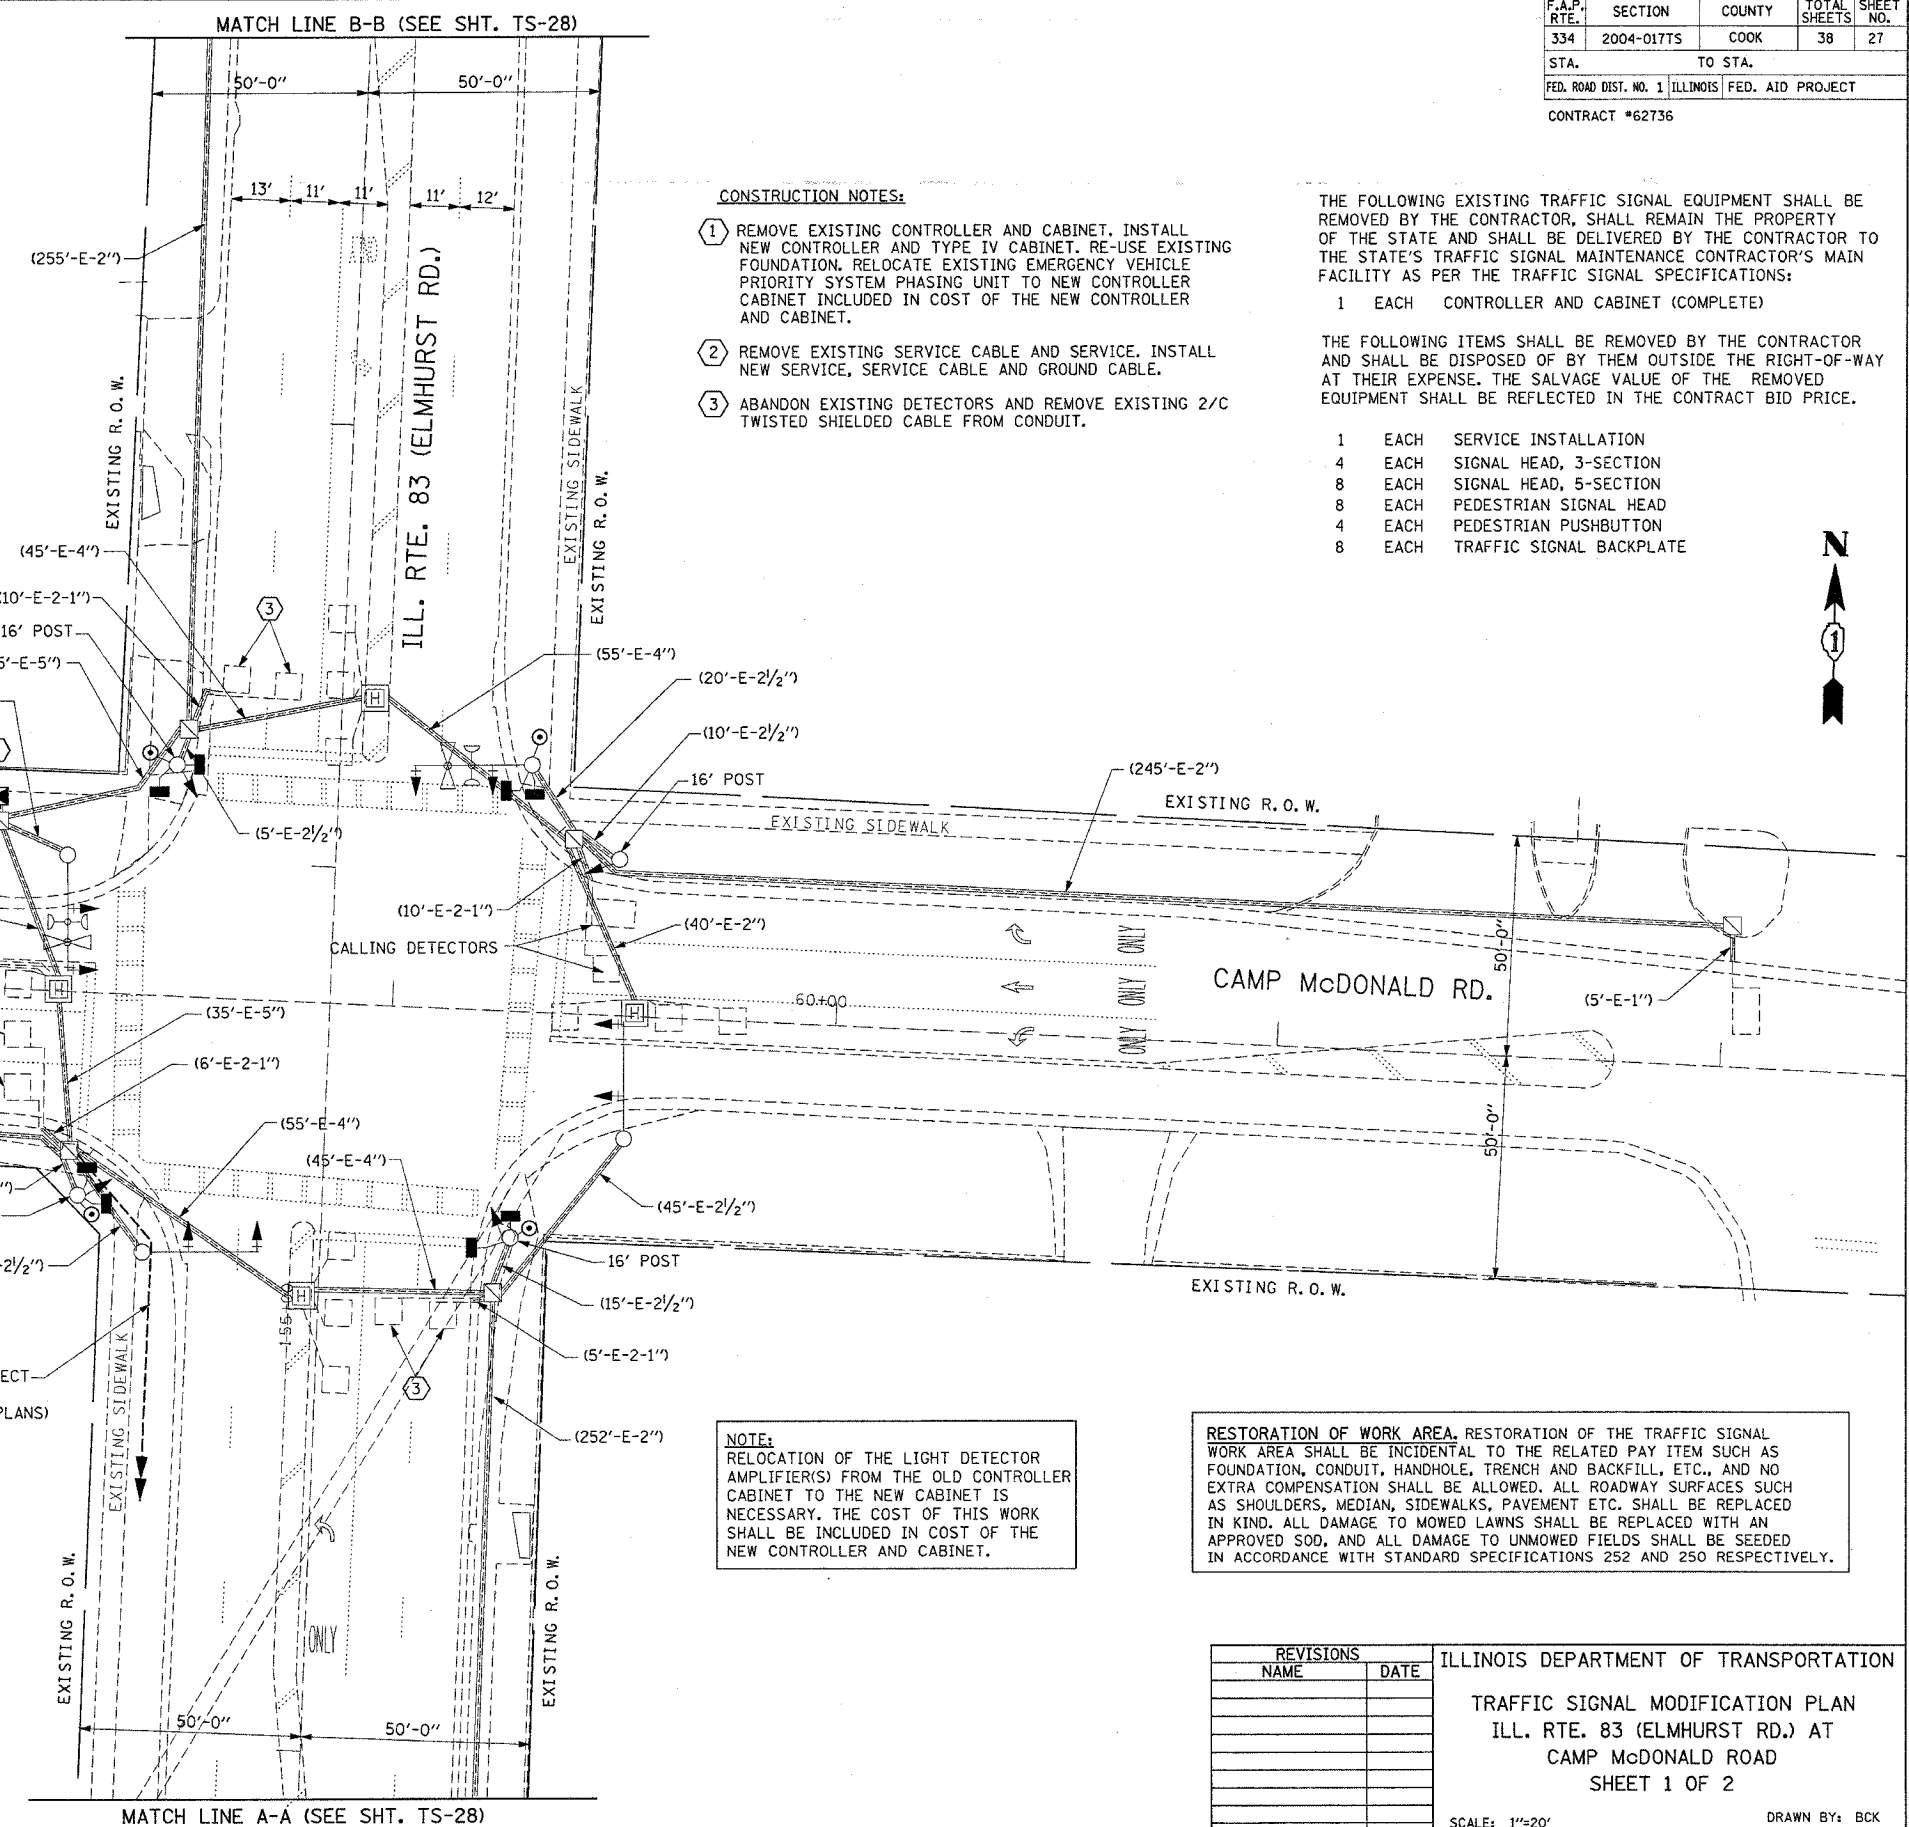 MATCH LINE B-B (SEE SHT. TS-28)
F.A.P. RTE. SECTION COUNTY TOTAL SHEETS SHEET NO.
334 2004-017TS COOK 38 27
STA. TO STA.
FED. ROAD DIST. NO. 1 ILLINOIS FED. AID PROJECT
CONTRACT #62736
50'-0" 50'-0"
13' 11' 11' 11' 12'
(255'-E-2")
ILL. RTE. 83 (ELMHURST RD.)
EXISTING R.O.W.
EXISTING SIDEWALK
EXISTING R.O.W.
CONSTRUCTION NOTES:
1 REMOVE EXISTING CONTROLLER AND CABINET. INSTALL
NEW CONTROLLER AND TYPE IV CABINET. RE-USE EXISTING
FOUNDATION. RELOCATE EXISTING EMERGENCY VEHICLE
PRIORITY SYSTEM PHASING UNIT TO NEW CONTROLLER
CABINET INCLUDED IN COST OF THE NEW CONTROLLER
AND CABINET.
2 REMOVE EXISTING SERVICE CABLE AND SERVICE. INSTALL
NEW SERVICE, SERVICE CABLE AND GROUND CABLE.
3 ABANDON EXISTING DETECTORS AND REMOVE EXISTING 2/C
TWISTED SHIELDED CABLE FROM CONDUIT.
THE FOLLOWING EXISTING TRAFFIC SIGNAL EQUIPMENT SHALL BE
REMOVED BY THE CONTRACTOR, SHALL REMAIN THE PROPERTY
OF THE STATE AND SHALL BE DELIVERED BY THE CONTRACTOR TO
THE STATE'S TRAFFIC SIGNAL MAINTENANCE CONTRACTOR'S MAIN
FACILITY AS PER THE TRAFFIC SIGNAL SPECIFICATIONS:
1 EACH CONTROLLER AND CABINET (COMPLETE)
THE FOLLOWING ITEMS SHALL BE REMOVED BY THE CONTRACTOR
AND SHALL BE DISPOSED OF BY THEM OUTSIDE THE RIGHT-OF-WAY
AT THEIR EXPENSE. THE SALVAGE VALUE OF THE REMOVED
EQUIPMENT SHALL BE REFLECTED IN THE CONTRACT BID PRICE.
1 EACH SERVICE INSTALLATION
4 EACH SIGNAL HEAD, 3-SECTION
8 EACH SIGNAL HEAD, 5-SECTION
8 EACH PEDESTRIAN SIGNAL HEAD
4 EACH PEDESTRIAN PUSHBUTTON
8 EACH TRAFFIC SIGNAL BACKPLATE
N
1
(45'-E-4")
10'-E-2-1")
16' POST
5'-E-5")
3
H
(55'-E-4")
(20'-E-2½")
(10'-E-2½")
16' POST
(245'-E-2")
EXISTING R.O.W.
EXISTING SIDEWALK
(5'-E-2½")
(10'-E-2-1")
CALLING DETECTORS
(40'-E-2")
ONLY
ONLY
ONLY
CAMP McDONALD RD.
50'-0"
(5'-E-1")
60+00
H
H
(35'-E-5")
(6'-E-2-1")
(55'-E-4")
(45'-E-4")
50'-0"
(45'-E-2½")
16' POST
-2½")
H
(15'-E-2½")
EXISTING R.O.W.
(5'-E-2-1")
155
ECT
PLANS)
EXISTING SIDEWALK
3
(252'-E-2")
NOTE:
RELOCATION OF THE LIGHT DETECTOR
AMPLIFIER(S) FROM THE OLD CONTROLLER
CABINET TO THE NEW CABINET IS
NECESSARY. THE COST OF THIS WORK
SHALL BE INCLUDED IN COST OF THE
NEW CONTROLLER AND CABINET.
RESTORATION OF WORK AREA. RESTORATION OF THE TRAFFIC SIGNAL
WORK AREA SHALL BE INCIDENTAL TO THE RELATED PAY ITEM SUCH AS
FOUNDATION, CONDUIT, HANDHOLE, TRENCH AND BACKFILL, ETC., AND NO
EXTRA COMPENSATION SHALL BE ALLOWED. ALL ROADWAY SURFACES SUCH
AS SHOULDERS, MEDIAN, SIDEWALKS, PAVEMENT ETC. SHALL BE REPLACED
IN KIND. ALL DAMAGE TO MOWED LAWNS SHALL BE REPLACED WITH AN
APPROVED SOD, AND ALL DAMAGE TO UNMOWED FIELDS SHALL BE SEEDED
IN ACCORDANCE WITH STANDARD SPECIFICATIONS 252 AND 250 RESPECTIVELY.
EXISTING R.O.W.
ONLY
EXISTING R.O.W.
50'-0" 50'-0"
MATCH LINE A-A (SEE SHT. TS-28)
REVISIONS
NAME DATE
ILLINOIS DEPARTMENT OF TRANSPORTATION
TRAFFIC SIGNAL MODIFICATION PLAN
ILL. RTE. 83 (ELMHURST RD.) AT
CAMP McDONALD ROAD
SHEET 1 OF 2
SCALE: 1"=20'
DRAWN BY: BCK